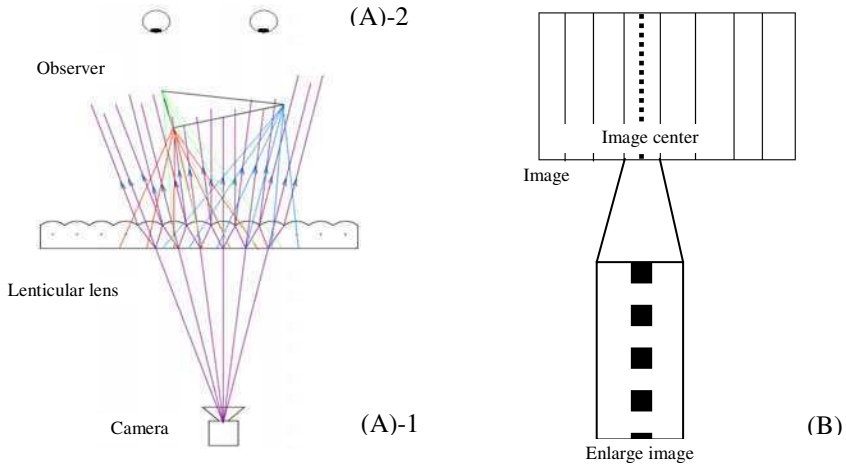 (A)-2
Observer
Lenticular lens
Camera
(A)-1
Image center
Image
Enlarge image
(B)